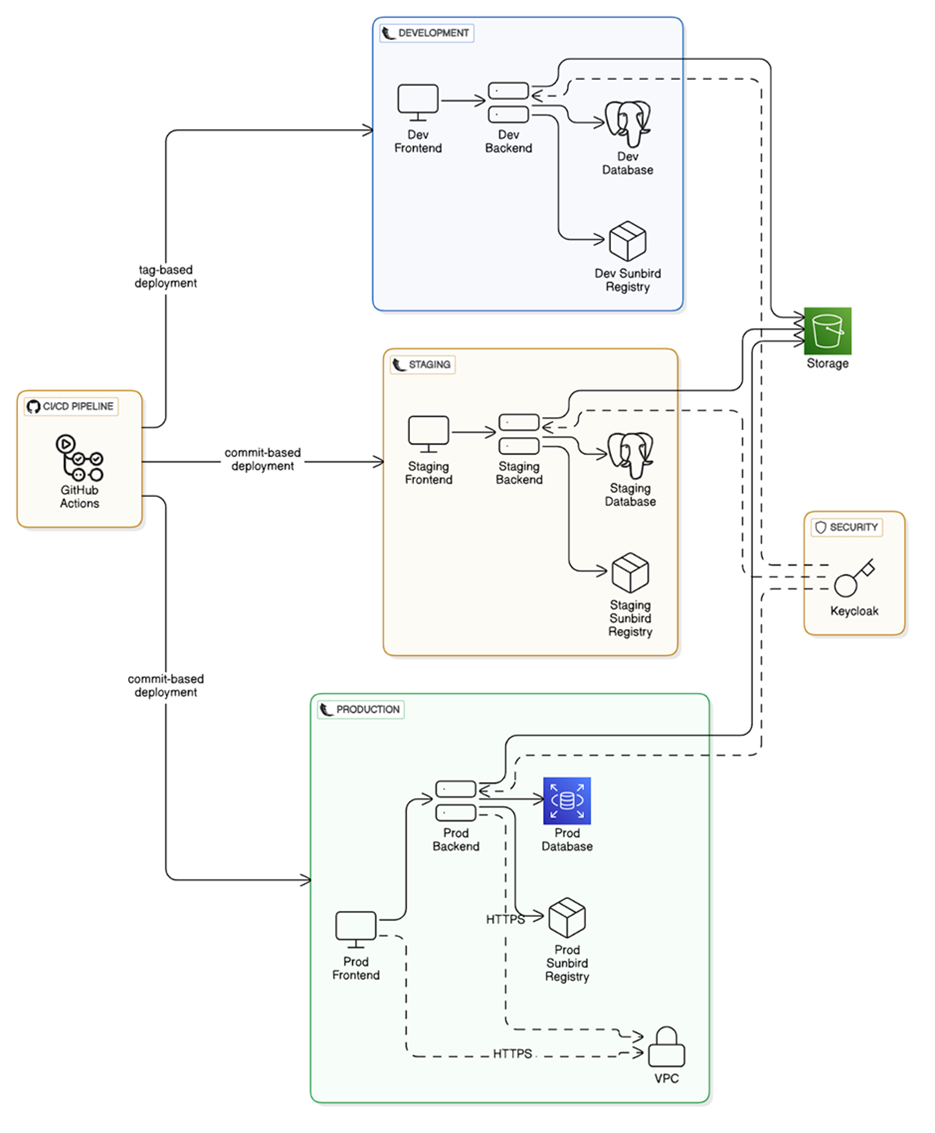 DEVELOPMENT
Dev
Frontend
Dev
Backend
Dev
Database
Dev Sunbird
Registry
tag-based
deployment
Storage
STAGING
Staging
Frontend
Staging
Backend
Staging
Database
Staging
Sunbird
Registry
CI/CD PIPELINE
GitHub
Actions
commit-based
deployment
SECURITY
Keycloak
commit-based
deployment
PRODUCTION
Prod
Backend
Prod
Database
HTTPS
Prod
Frontend
Prod
Sunbird
Registry
HTTPS
VPC